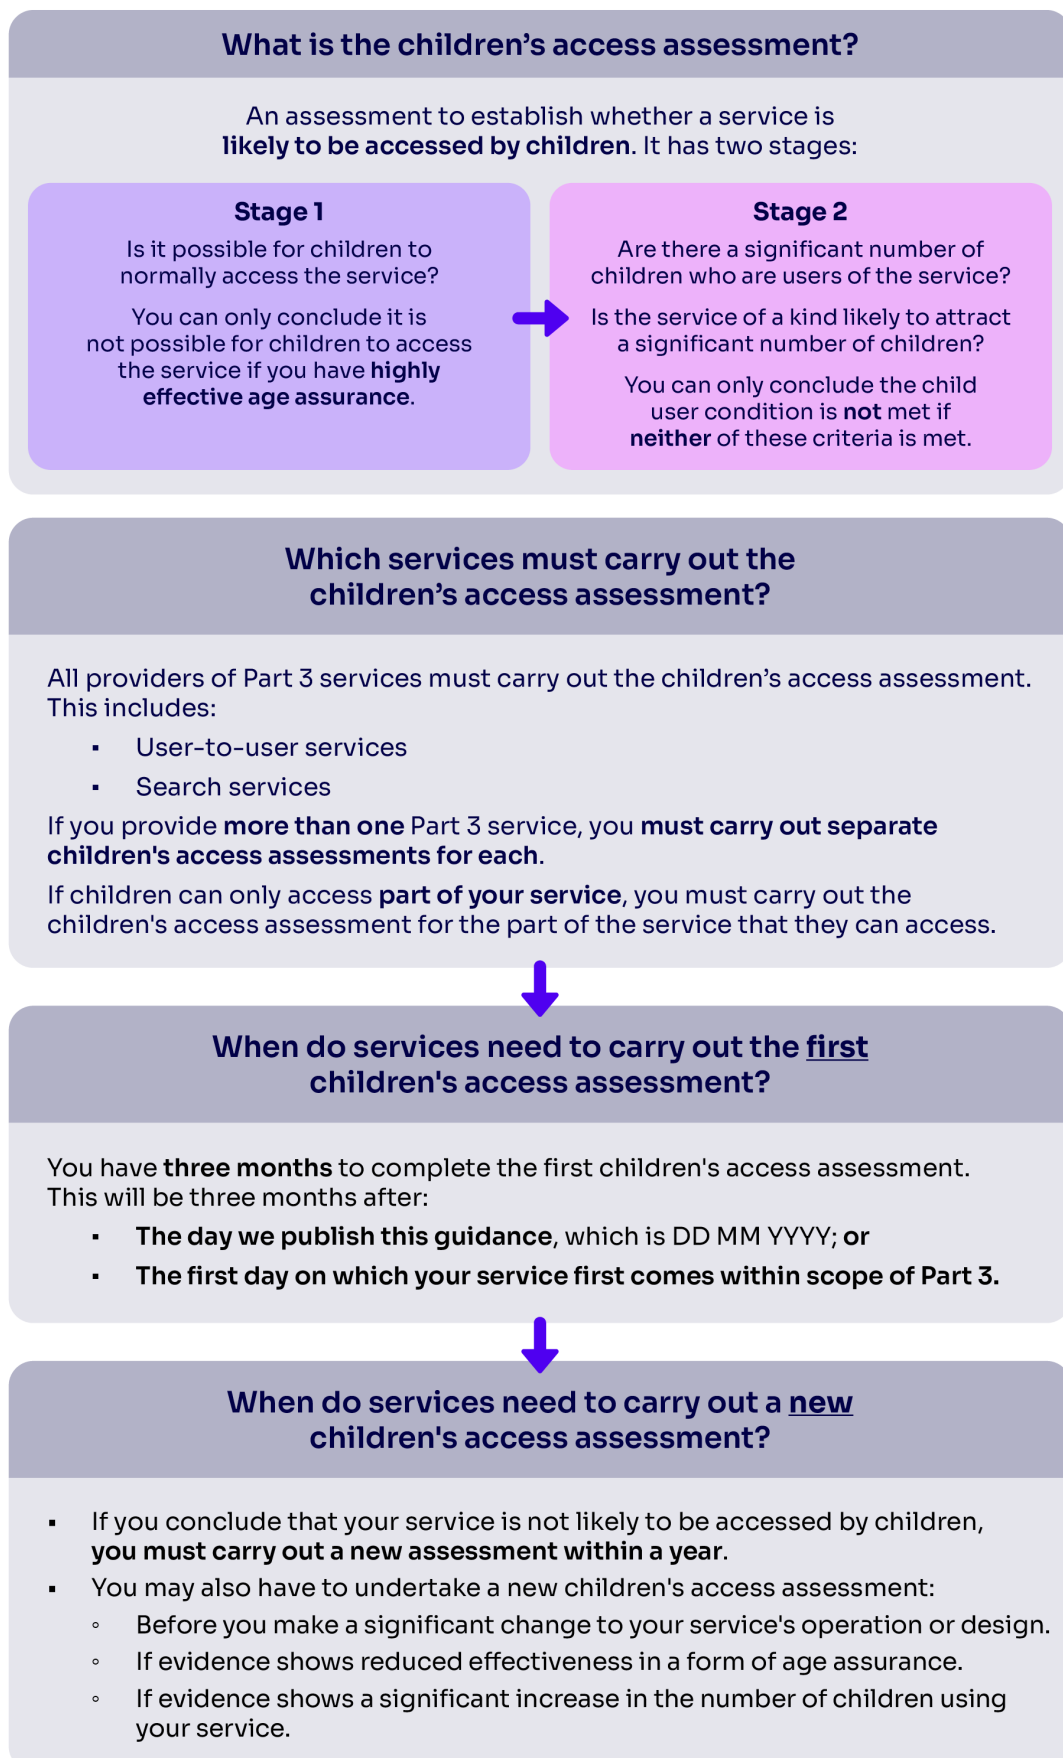 What is the children’s access assessment?
An assessment to establish whether a service is
likely to be accessed by children. It has two stages:
Stage 1
Is it possible for children to
normally access the service?
You can only conclude it is
not possible for children to access
the service if you have highly
effective age assurance.
Stage 2
Are there a significant number of
children who are users of the service?
Is the service of a kind likely to attract
a significant number of children?
You can only conclude the child
user condition is not met if
neither of these criteria is met.
Which services must carry out the
children’s access assessment?
All providers of Part 3 services must carry out the children’s access assessment.
This includes:
▪ User-to-user services
▪ Search services
If you provide more than one Part 3 service, you must carry out separate
children's access assessments for each.
If children can only access part of your service, you must carry out the
children's access assessment for the part of the service that they can access.
When do services need to carry out the first
children's access assessment?
You have three months to complete the first children's access assessment.
This will be three months after:
▪ The day we publish this guidance, which is DD MM YYYY; or
▪ The first day on which your service first comes within scope of Part 3.
When do services need to carry out a new
children's access assessment?
▪ If you conclude that your service is not likely to be accessed by children,
you must carry out a new assessment within a year.
▪ You may also have to undertake a new children's access assessment:
◦ Before you make a significant change to your service's operation or design.
◦ If evidence shows reduced effectiveness in a form of age assurance.
◦ If evidence shows a significant increase in the number of children using
your service.